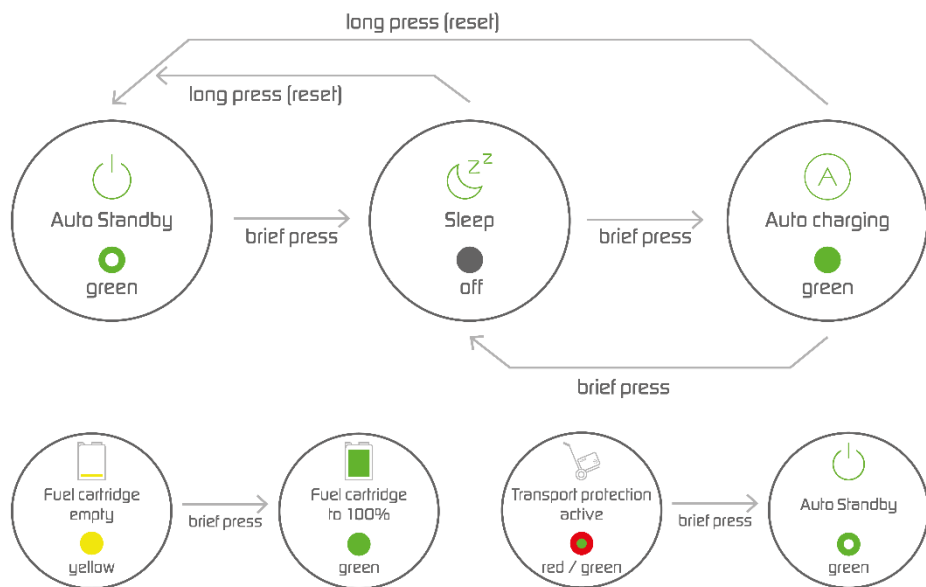 long press (reset)
long press (reset)
z z
A
Auto Standby
Sleep
Auto charging
brief press
brief press
green
off
green
brief press
Fuel cartridge
empty
Fuel cartridge
to 100%
Transport protection
active
Auto Standby
brief press
brief press
yellow
green
red / green
green